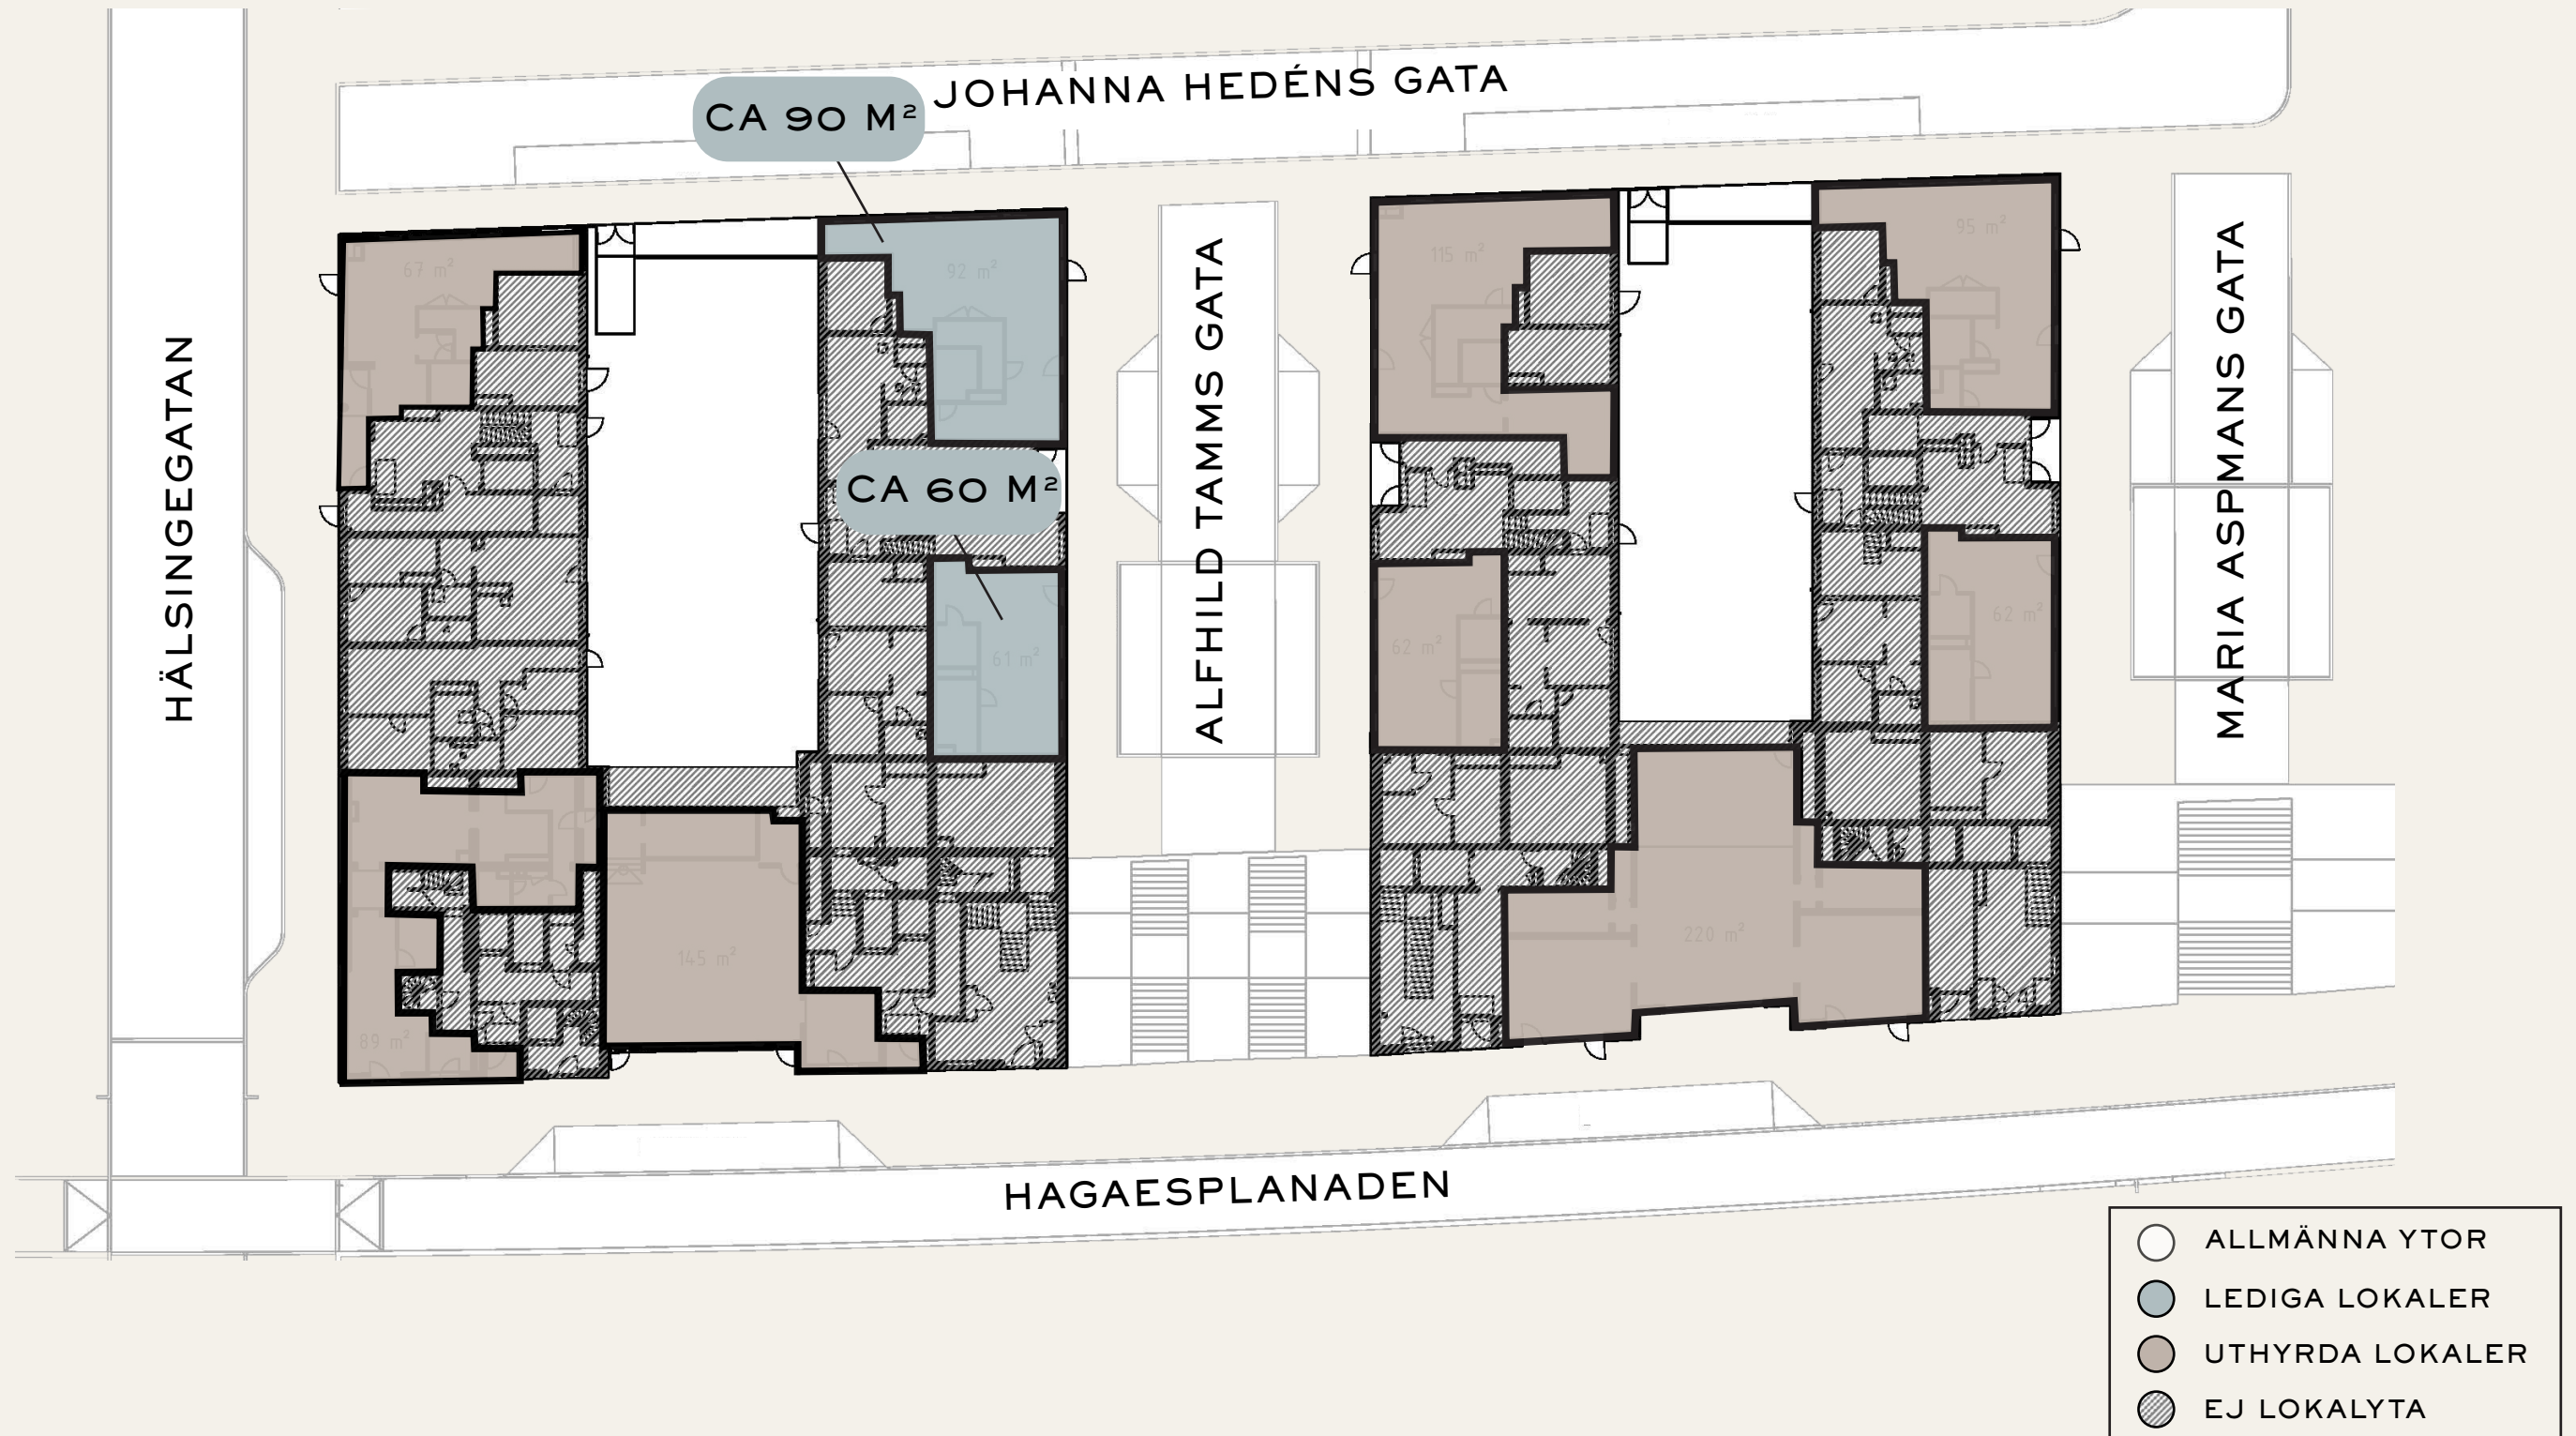 JOHANNA HEDÉNS GATA
CA 90 M²
67 m²
92 m²
115 m²
95 m²
HÄLSINGEGATAN
CA 60 M²
ALFHILD TAMMS GATA
MARIA ASPMANS GATA
61 m²
62 m²
62 m²
145 m²
220 m²
89 m²
HAGAESPLANADEN
ALLMÄNNA YTOR
LEDIGA LOKALER
UTHYRDA LOKALER
EJ LOKALYTA